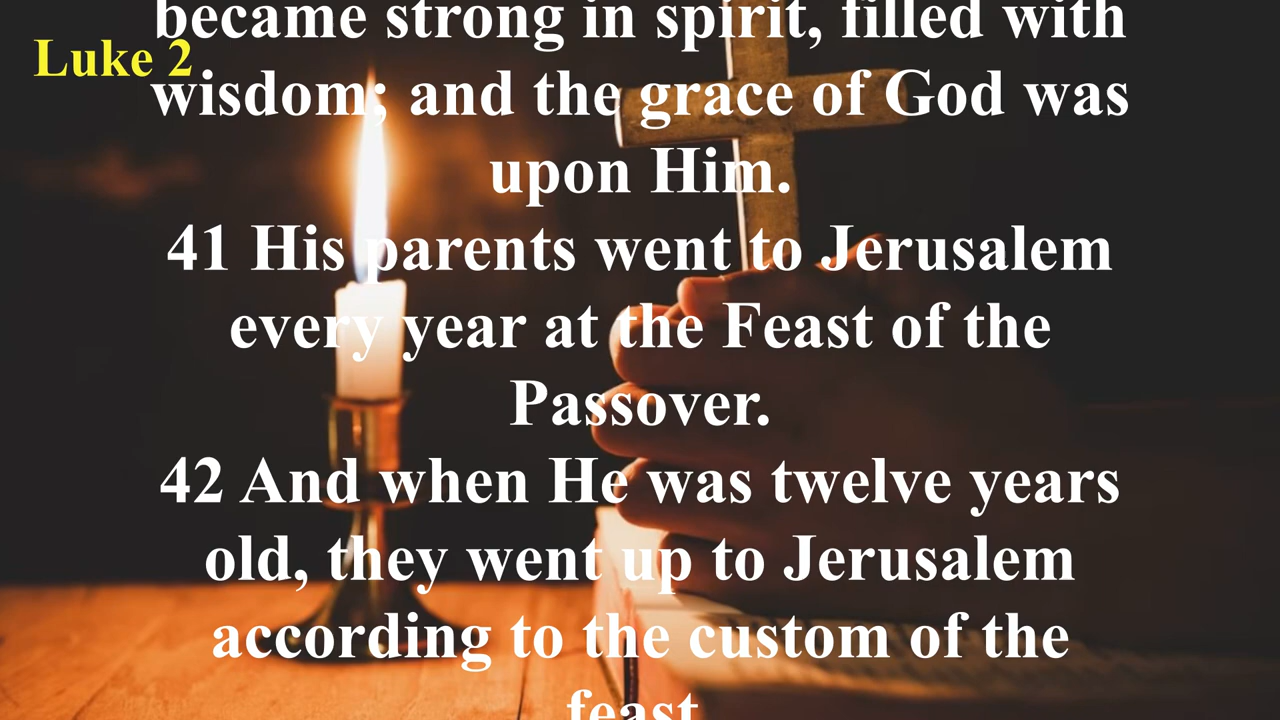 became strong in spirit, filled with
Luke 2
wisdom; and the grace of God was
upon Him.
41 His parents went to Jerusalem
every year at the Feast of the
Passover.
42 And when He was twelve years
old, they went up to Jerusalem
according to the custom of the
feast